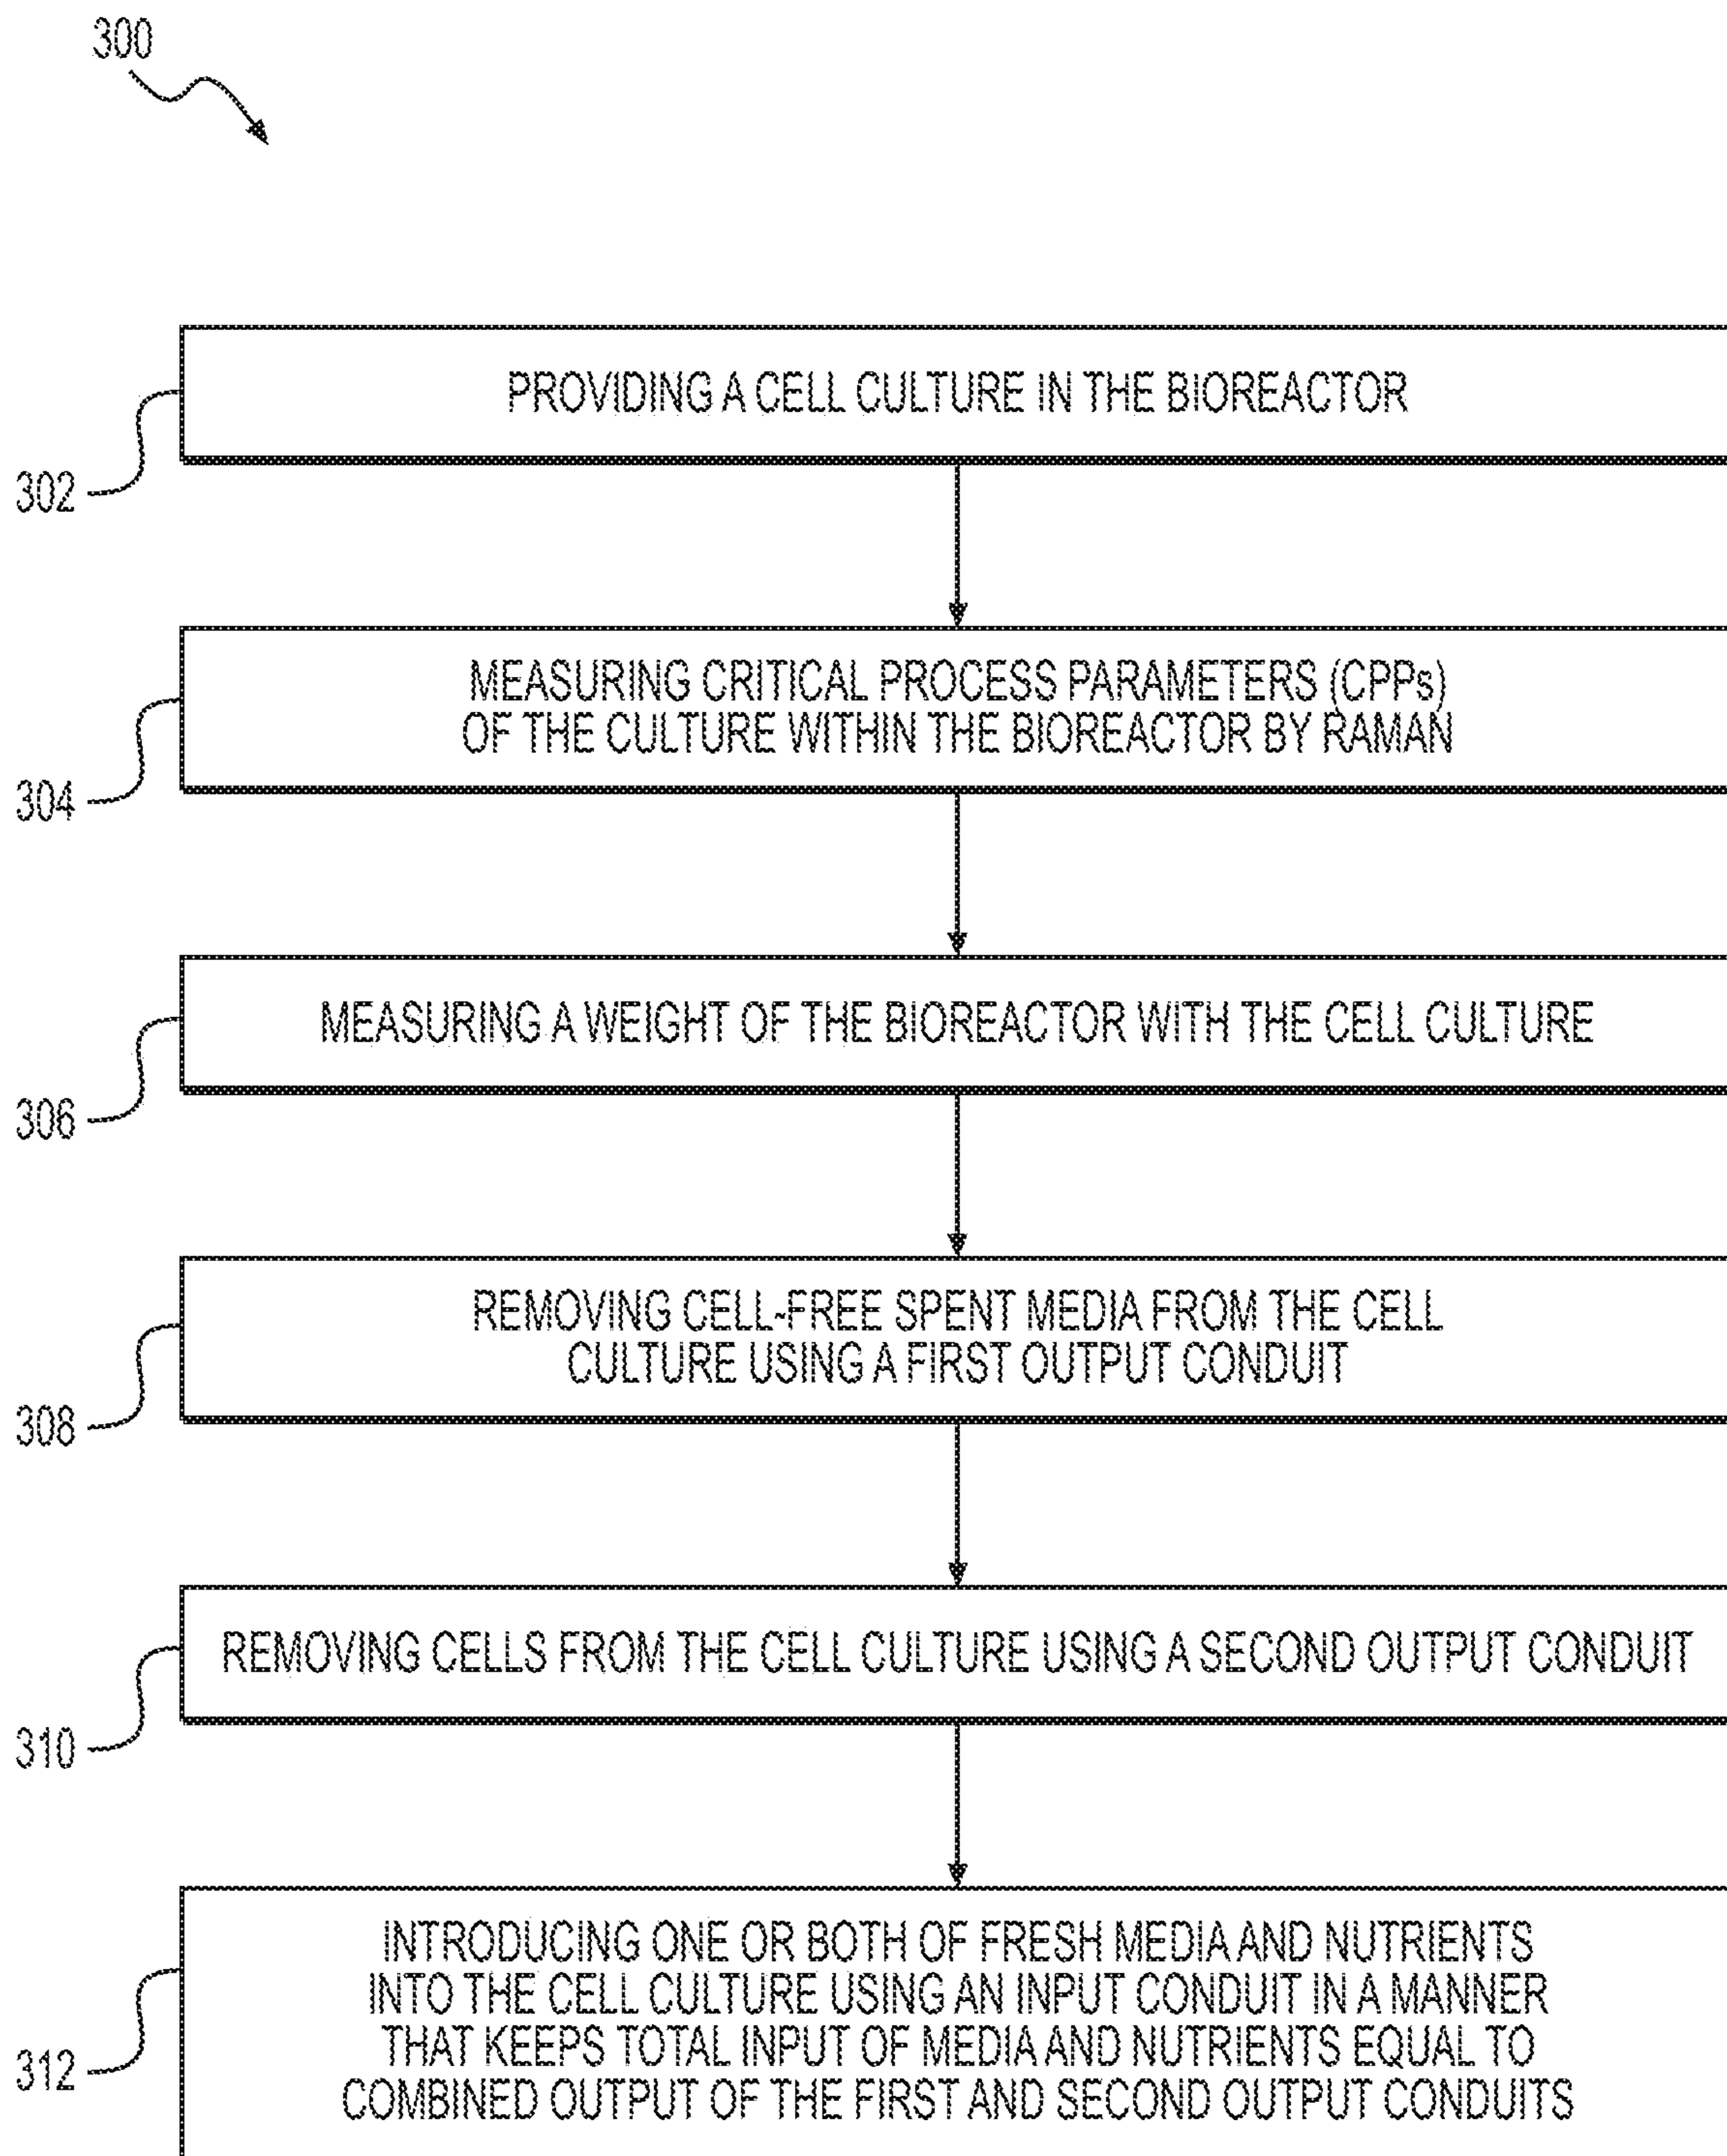 300
PROVIDING A CELL CULTURE IN THE BIOREACTOR
302
MEASURING CRITICAL PROCESS PARAMETERS (CPPs)
OF THE CULTURE WITHIN THE BIOREACTOR BY RAMAN
304
MEASURING A WEIGHT OF THE BIOREACTOR WITH THE CELL CULTURE
306
REMOVING CELL-FREE SPENT MEDIA FROM THE CELL
CULTURE USING A FIRST OUTPUT CONDUIT
308
REMOVING CELLS FROM THE CELL CULTURE USING A SECOND OUTPUT CONDUIT
310
INTRODUCING ONE OR BOTH OF FRESH MEDIA AND NUTRIENTS
INTO THE CELL CULTURE USING AN INPUT CONDUIT IN A MANNER
THAT KEEPS TOTAL INPUT OF MEDIA AND NUTRIENTS EQUAL TO
COMBINED OUTPUT OF THE FIRST AND SECOND OUTPUT CONDUITS
312